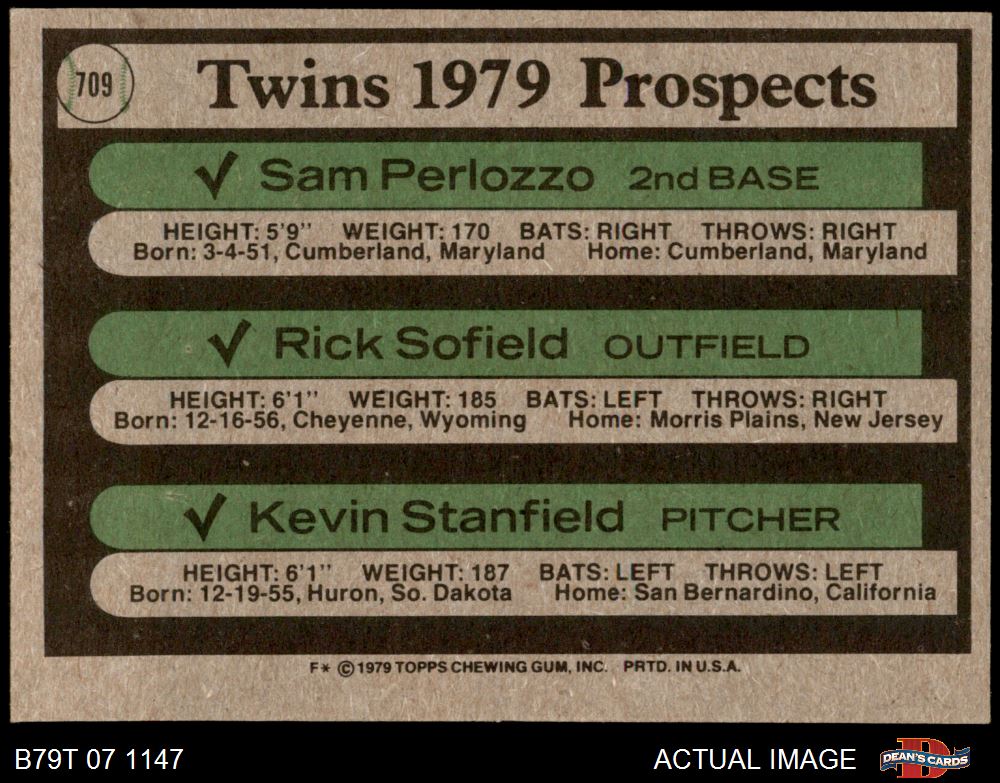 709
Twins 1979 Prospects
✓ Sam Perlozzo 2nd BASE
HEIGHT: 5'9" WEIGHT: 170 BATS: RIGHT THROWS: RIGHT
Born: 3-4-51, Cumberland, Maryland Home: Cumberland, Maryland
✓ Rick Sofield OUTFIELD
HEIGHT: 6'1" WEIGHT: 185 BATS: LEFT THROWS: RIGHT
Born: 12-16-56, Cheyenne, Wyoming Home: Morris Plains, New Jersey
✓ Kevin Stanfield PITCHER
HEIGHT: 6'1" WEIGHT: 187 BATS: LEFT THROWS: LEFT
Born: 12-19-55, Huron, So. Dakota Home: San Bernardino, California
F* © 1979 TOPPS CHEWING GUM, INC. PRTD. IN U.S.A.
B79T 07 1147 ACTUAL IMAGE DEAN'S CARDS